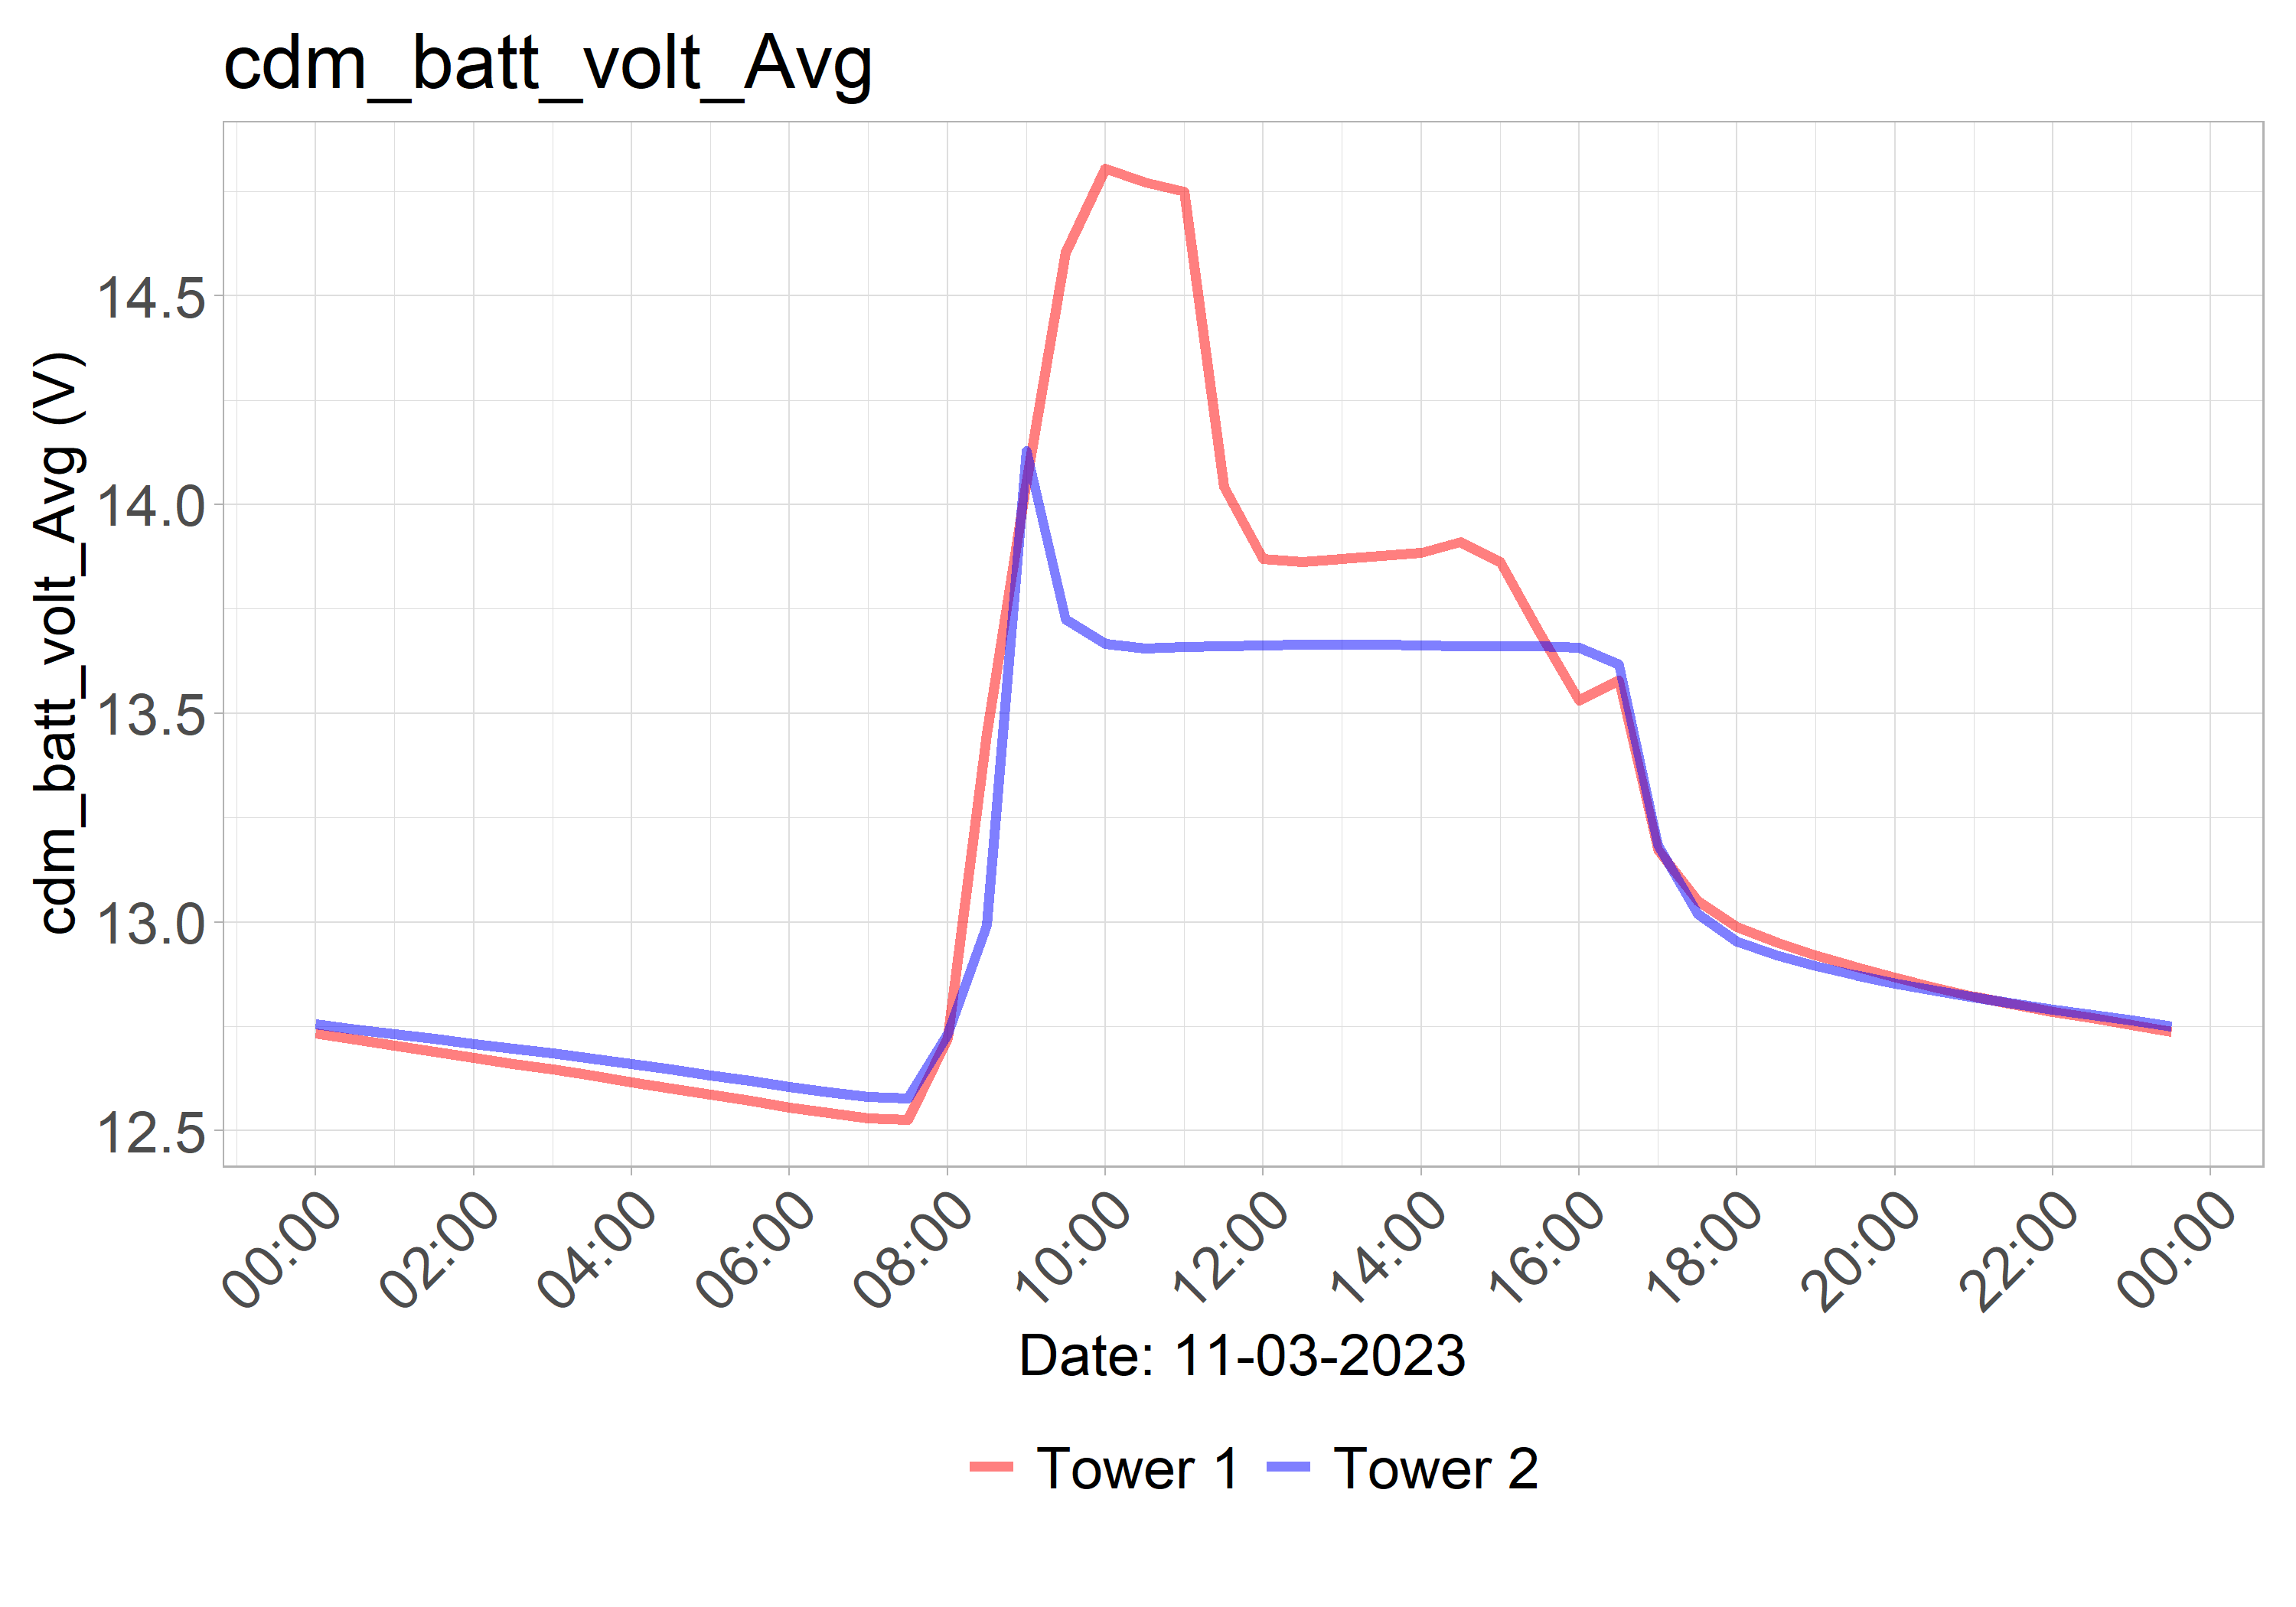 cdm_batt_volt_Avg
cdm_batt_volt_Avg (V)
14.5
14.0
13.5
13.0
12.5
00:00 02:00 04:00 06:00 08:00 10:00 12:00 14:00 16:00 18:00 20:00 22:00 00:00
Date: 11-03-2023
Tower 1 Tower 2